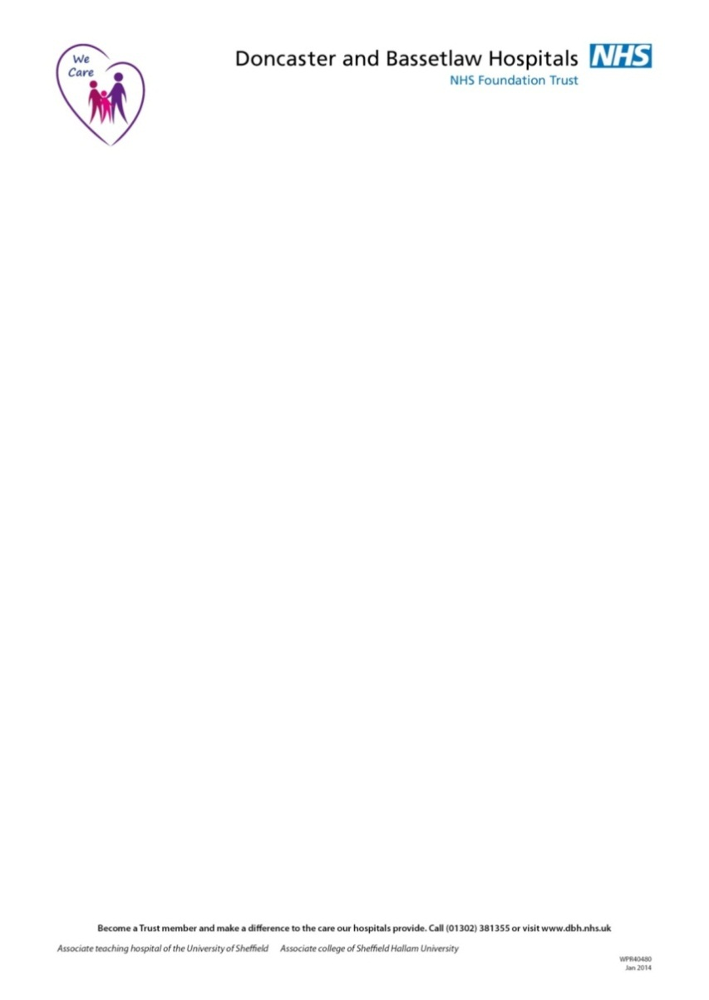 We
Care
Doncaster and Bassetlaw Hospitals NHS
NHS Foundation Trust
Become a Trust member and make a difference to the care our hospitals provide. Call (01302) 381355 or visit www.dbh.nhs.uk
Associate teaching hospital of the University of Sheffield Associate college of Sheffield Hallam University
WPR40480
Jan 2014